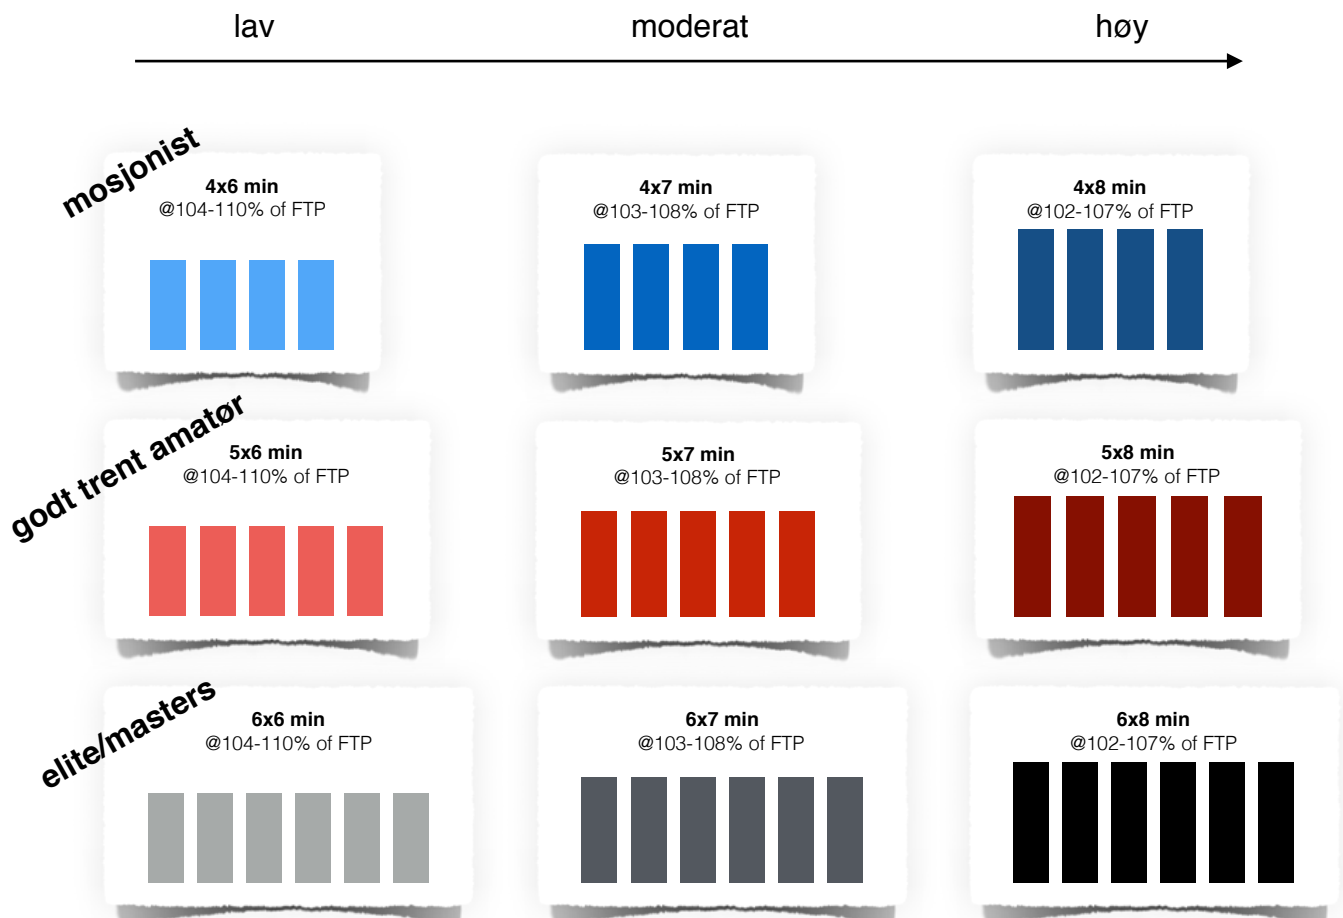 lav
moderat
høy
mosjonist
4x6 min
@104-110% of FTP
4x7 min
@103-108% of FTP
4x8 min
@102-107% of FTP
godt trent amatør
5x6 min
@104-110% of FTP
5x7 min
@103-108% of FTP
5x8 min
@102-107% of FTP
elite/masters
6x6 min
@104-110% of FTP
6x7 min
@103-108% of FTP
6x8 min
@102-107% of FTP